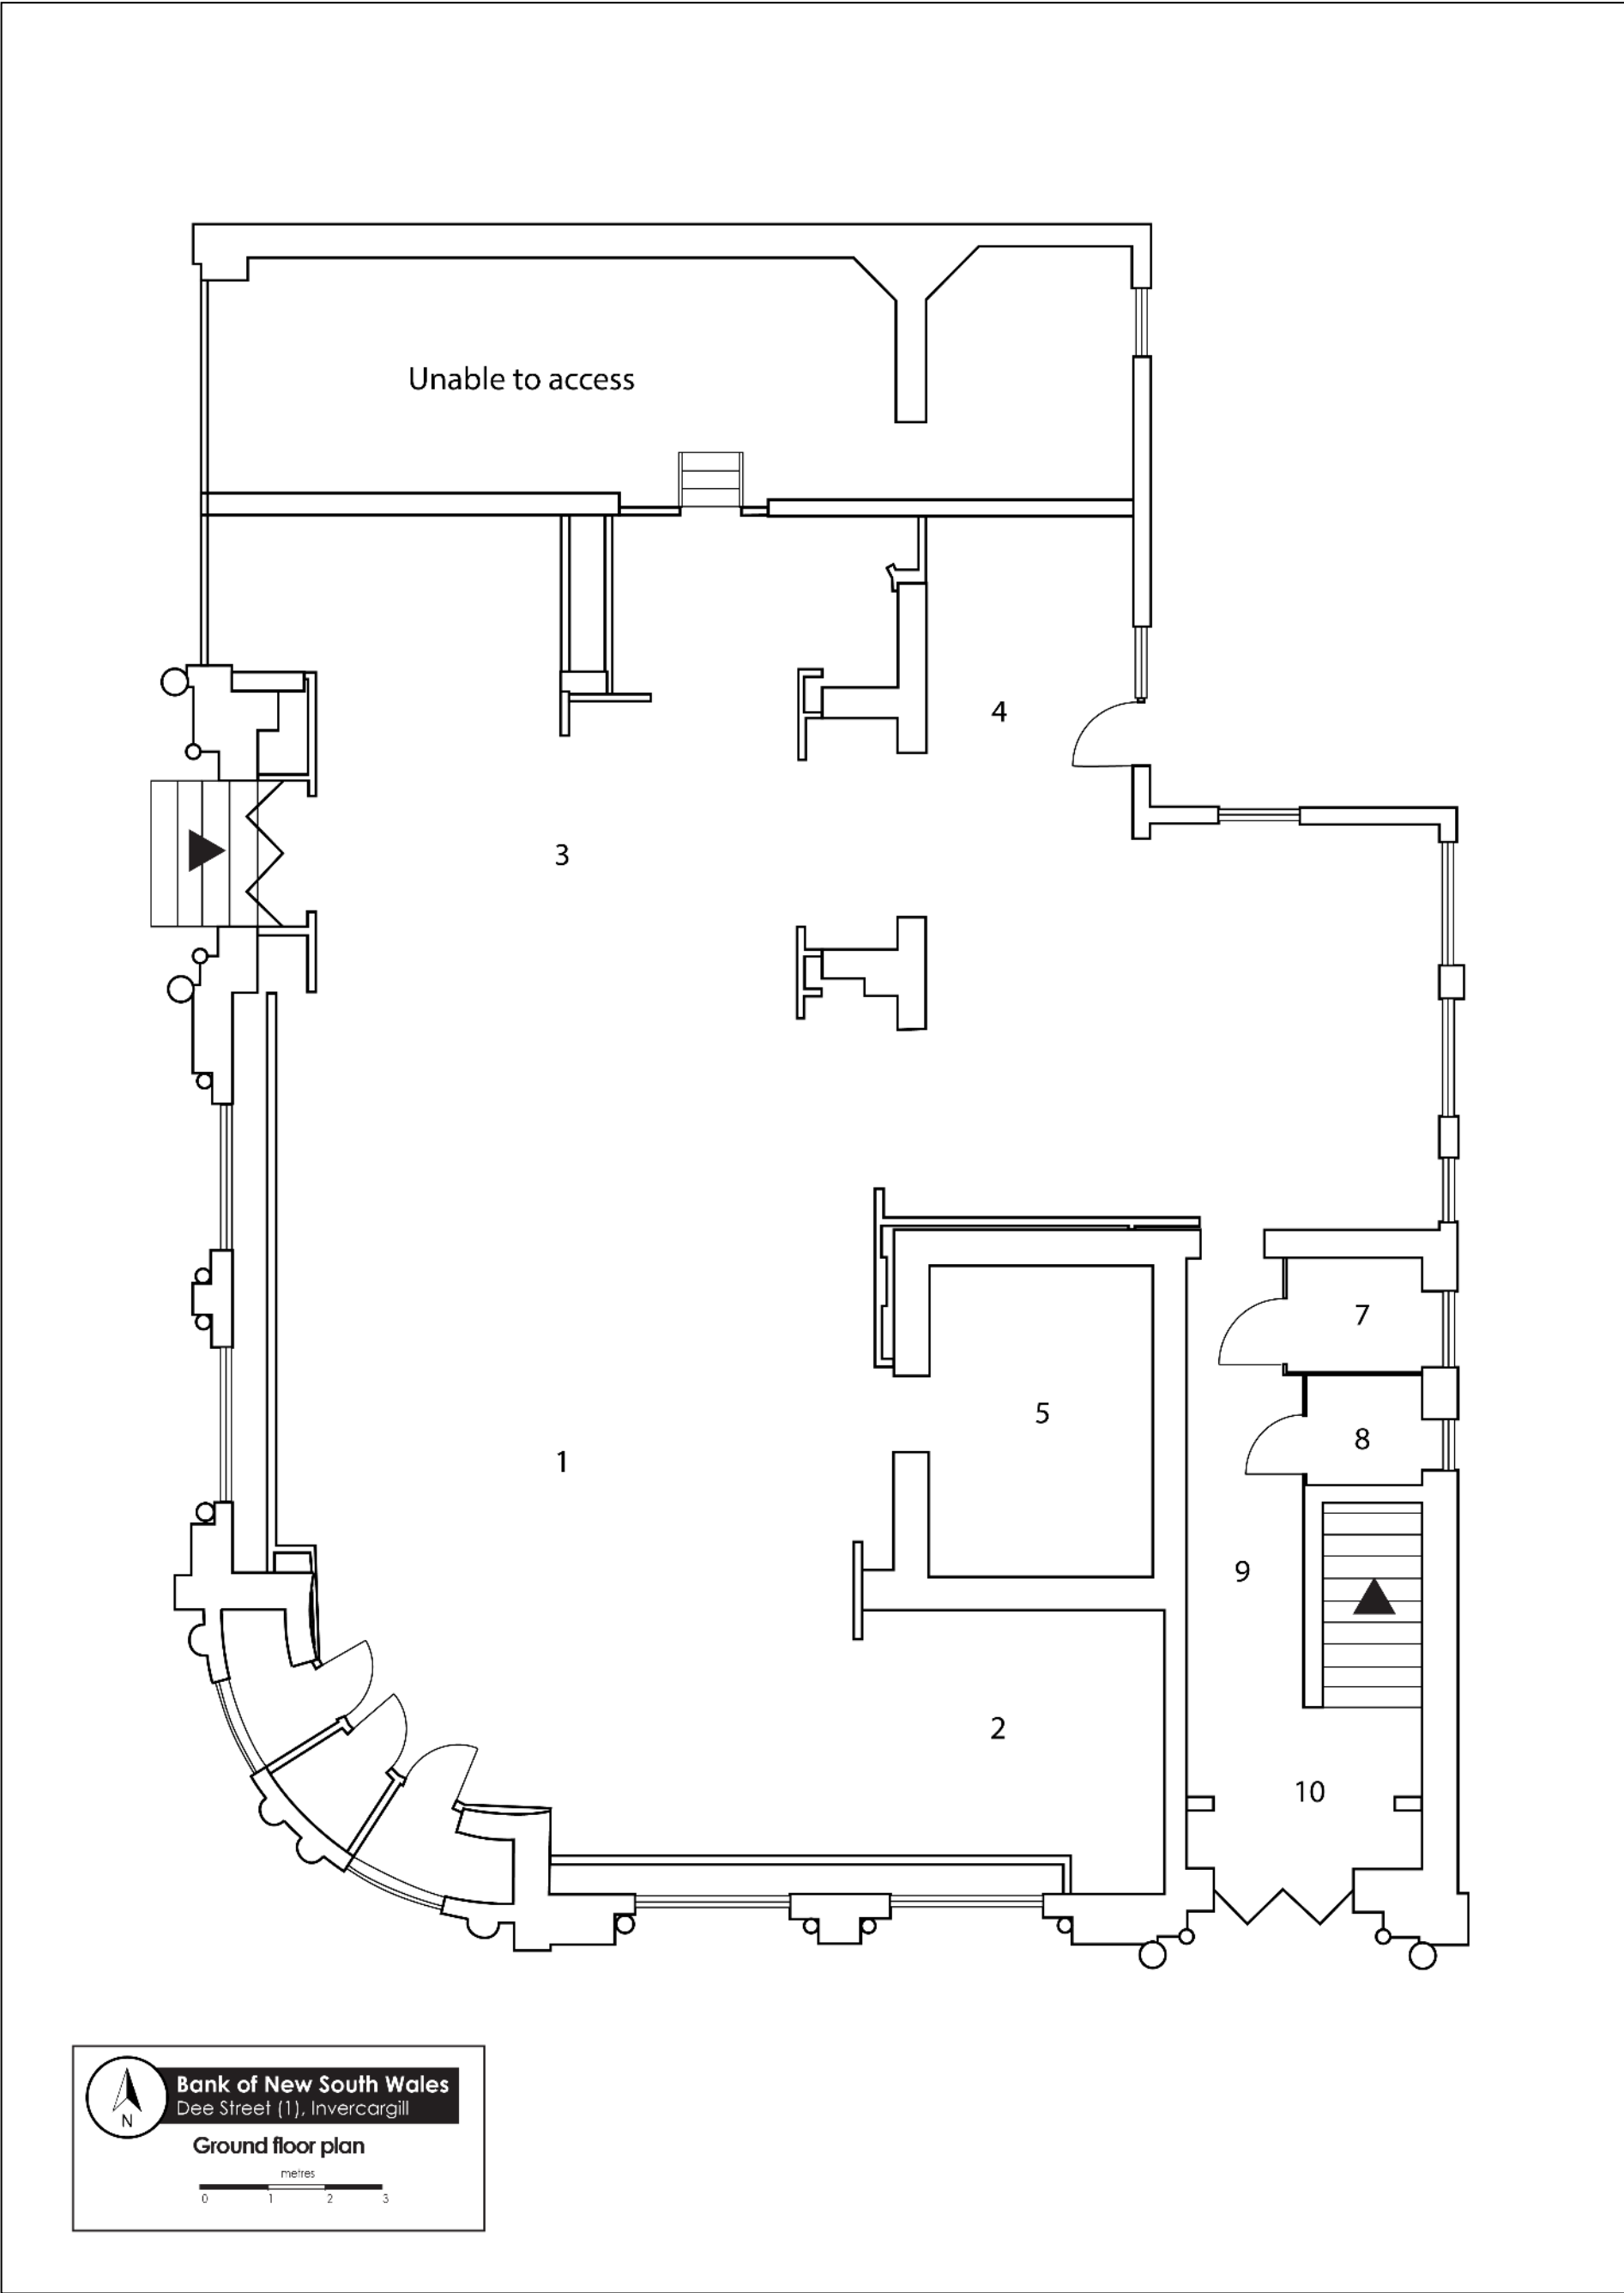 Unable to access
4
3
7
5
8
1
9
2
10
N
Bank of New South Wales
Dee Street (1), Invercargill
Ground floor plan
metres
0 1 2 3